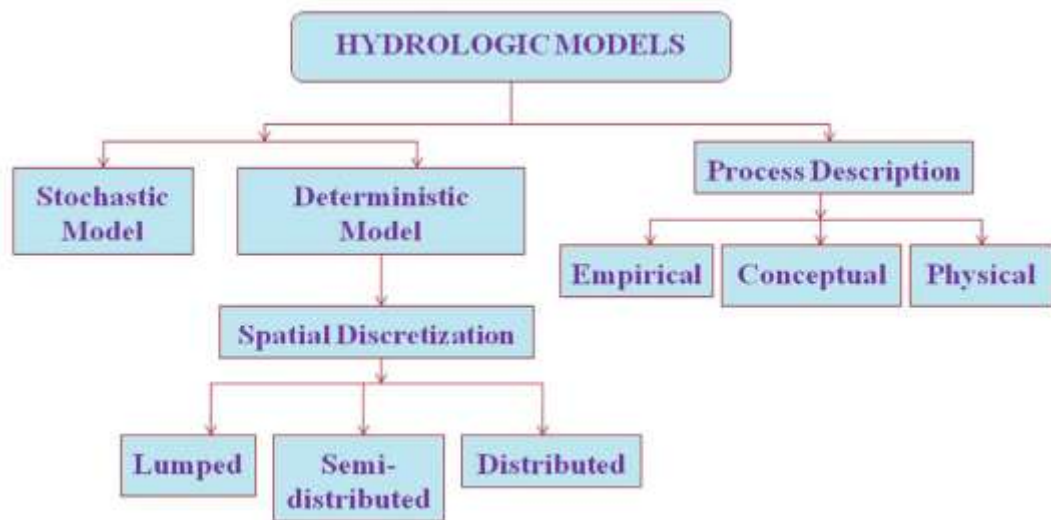 HYDROLOGIC MODELS
Stochastic
Model
Deterministic
Model
Process Description
Empirical
Conceptual
Physical
Spatial Discretization
Lumped
Semi-
distributed
Distributed